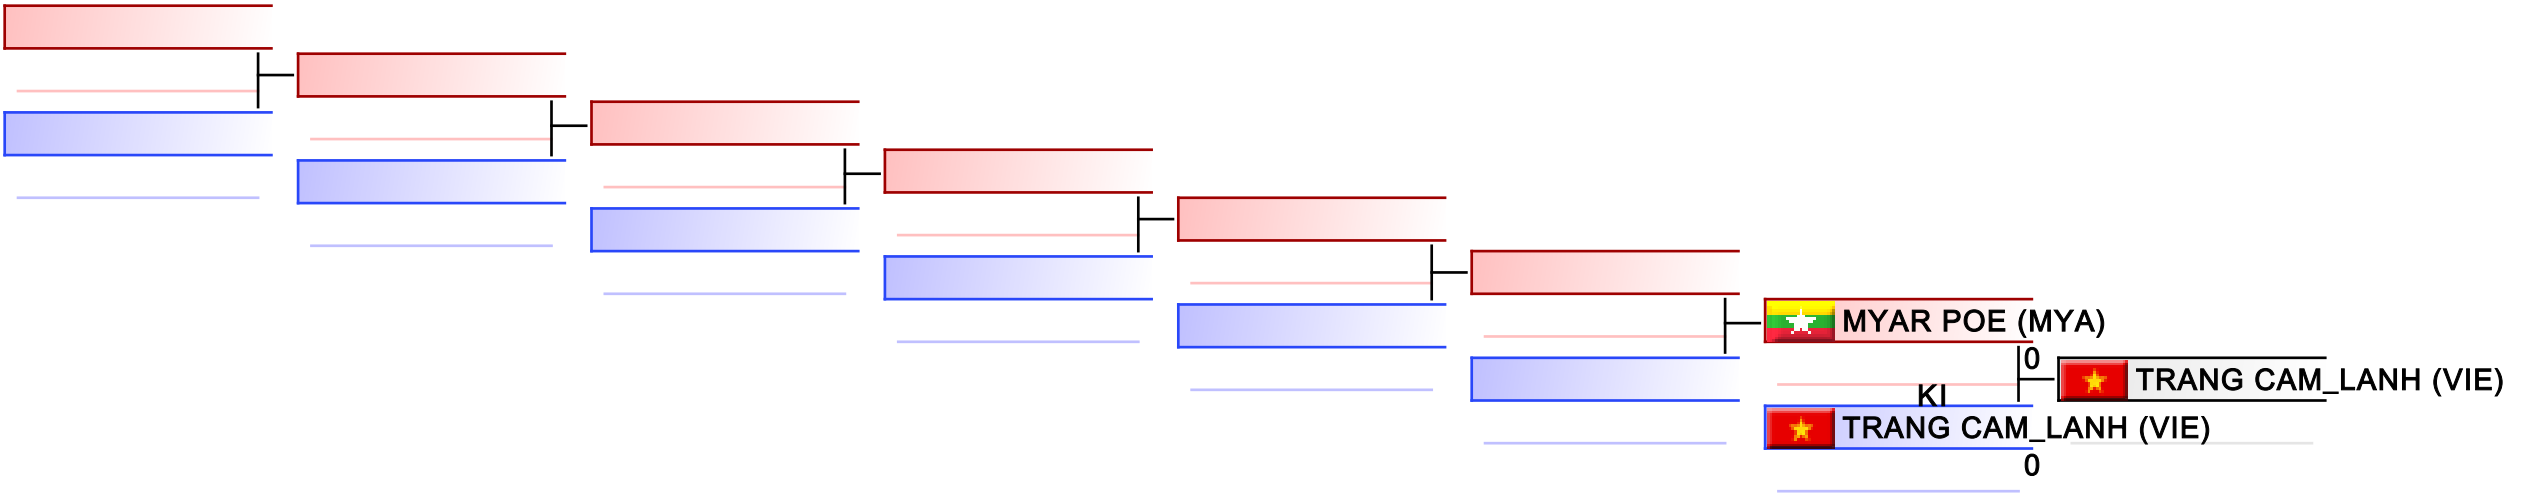 MYAR POE (MYA)
0
TRANG CAM_LANH (VIE)
KI
TRANG CAM_LANH (VIE)
0